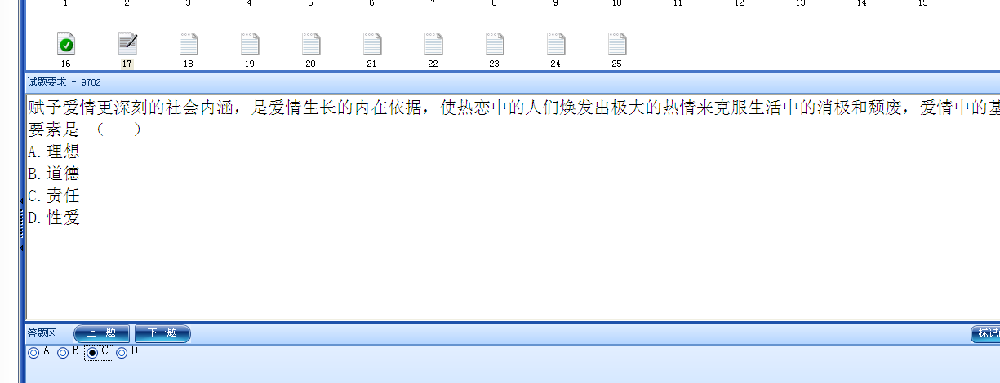 1 2 3 4 5 6 7 8 9 10 11 12 13 14 15
16 17 18 19 20 21 22 23 24 25
试题要求 - 9702
赋予爱情更深刻的社会内涵，是爱情生长的内在依据，使热恋中的人们焕发出极大的热情来克服生活中的消极和颓废，爱情中的基
要素是 （ ）
A.理想
B.道德
C.责任
D.性爱
答题区 上一题 下一题 标记
A B C D